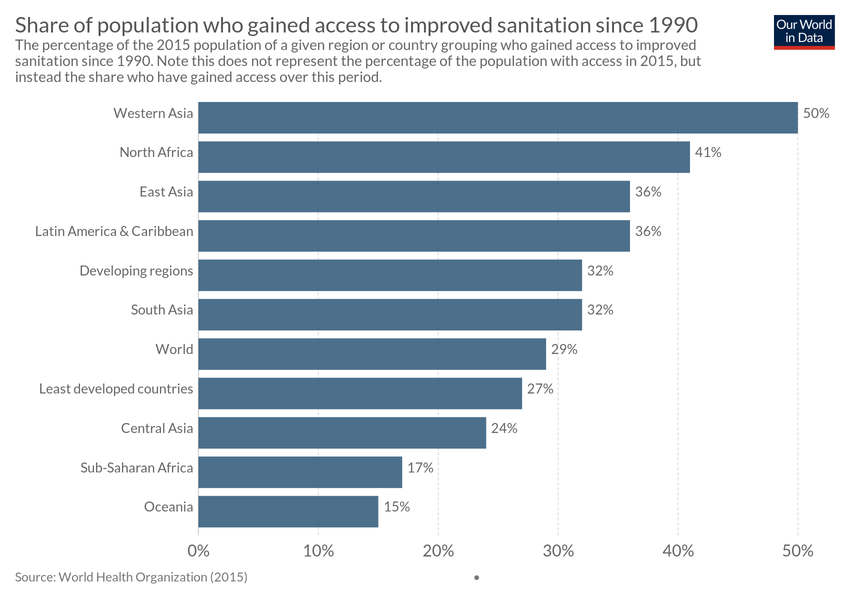 Share of population who gained access to improved sanitation since 1990
The percentage of the 2015 population of a given region or country grouping who gained access to improved
sanitation since 1990. Note this does not represent the percentage of the population with access in 2015, but
instead the share who have gained access over this period.
Our World
in Data
Western Asia 50%
North Africa 41%
East Asia 36%
Latin America & Caribbean 36%
Developing regions 32%
South Asia 32%
World 29%
Least developed countries 27%
Central Asia 24%
Sub-Saharan Africa 17%
Oceania 15%
0% 10% 20% 30% 40% 50%
Source: World Health Organization (2015) •